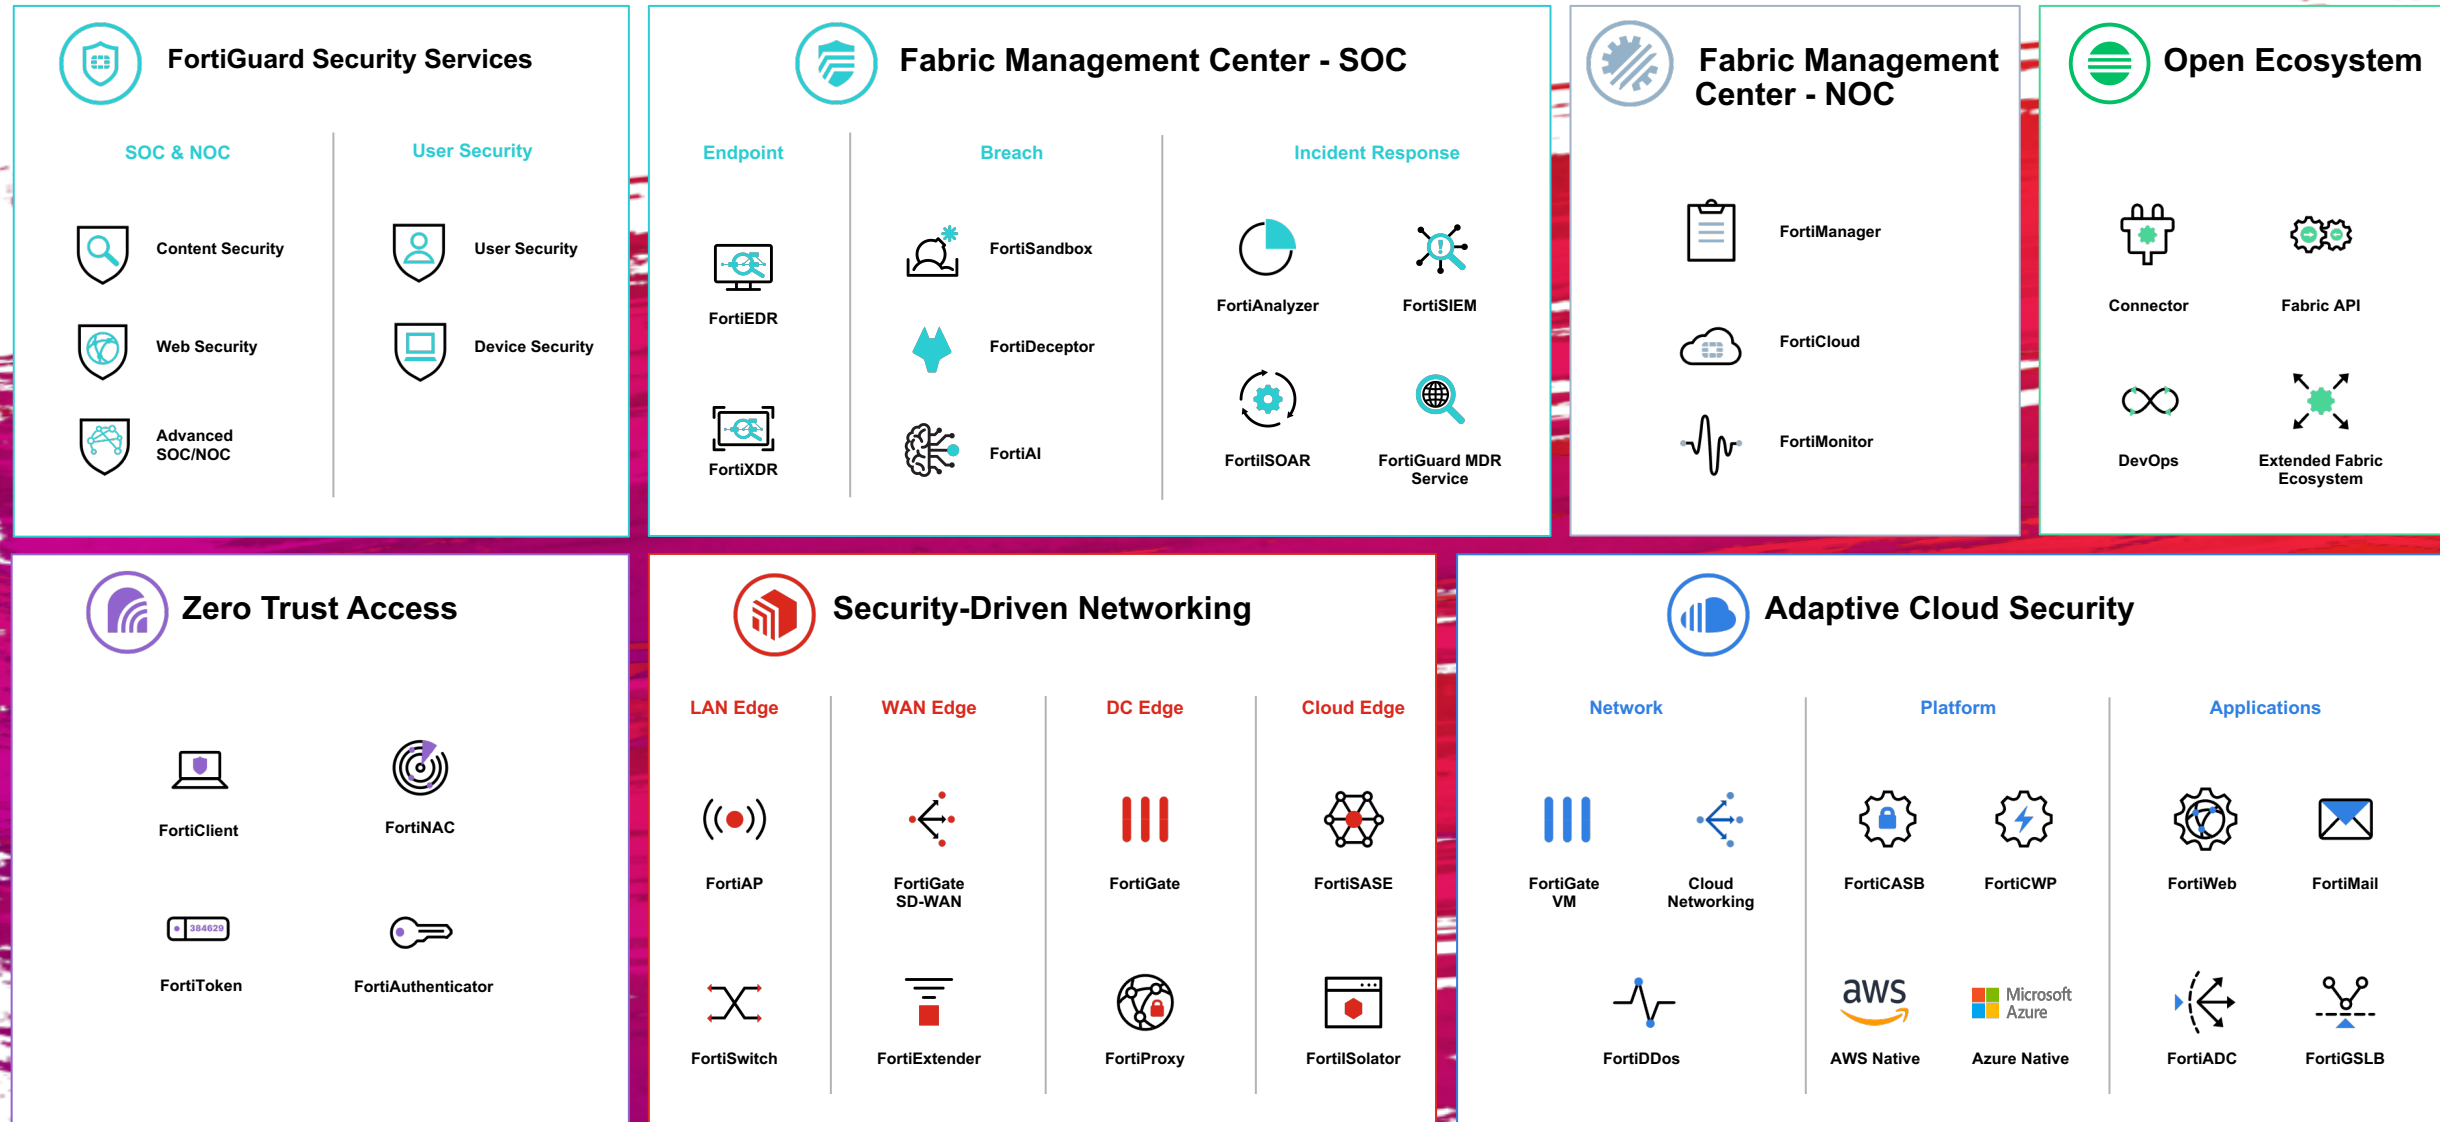 FortiGuard Security Services
SOC & NOC
User Security
Content Security
User Security
Web Security
Device Security
Advanced
SOC/NOC
Fabric Management Center - SOC
Endpoint
Breach
Incident Response
FortiEDR
FortiXDR
FortiSandbox
FortiDeceptor
FortiAI
FortiAnalyzer
FortiSIEM
FortilSOAR
FortiGuard MDR
Service
Fabric Management
Center - NOC
FortiManager
FortiCloud
FortiMonitor
Open Ecosystem
Connector
Fabric API
DevOps
Extended Fabric
Ecosystem
Zero Trust Access
FortiClient
FortiNAC
384629
FortiToken
FortiAuthenticator
Security-Driven Networking
LAN Edge
WAN Edge
DC Edge
Cloud Edge
FortiAP
FortiGate
SD-WAN
FortiGate
FortiSASE
FortiSwitch
FortiExtender
FortiProxy
FortilSolator
Adaptive Cloud Security
Network
Platform
Applications
FortiGate
VM
Cloud
Networking
FortiCASB
FortiCWP
FortiWeb
FortiMail
FortiDDos
aws
AWS Native
Microsoft
Azure
Azure Native
FortiADC
FortiGSLB